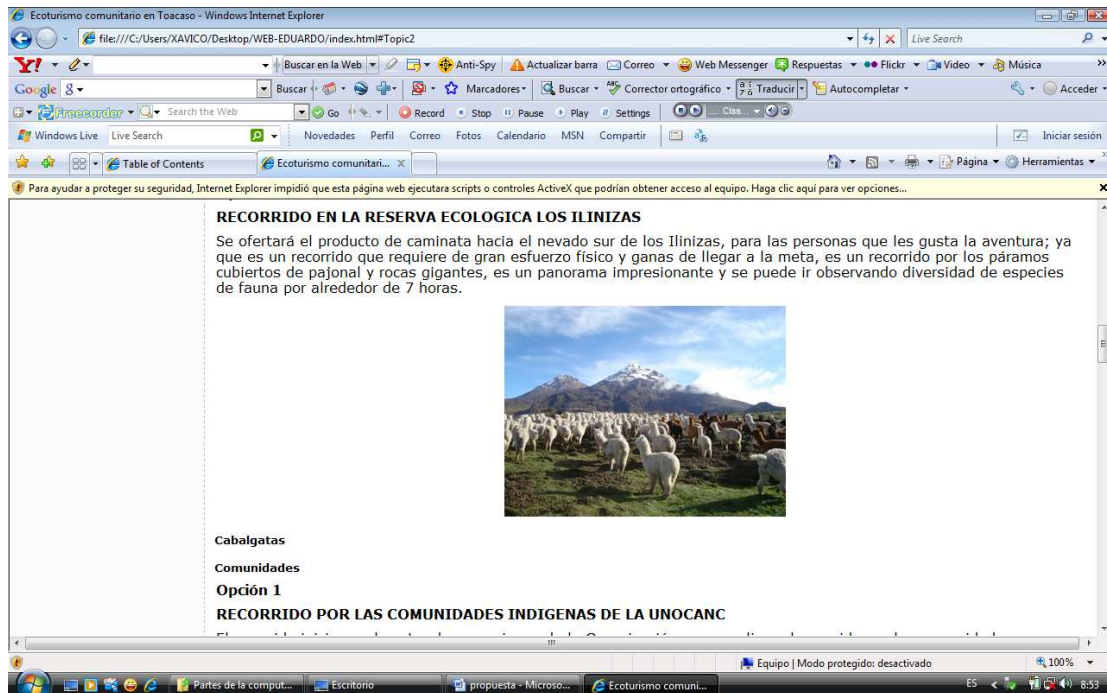 Ecoturismo comunitario en Toacaso - Windows Internet Explorer
file:///C:/Users/XAVICO/Desktop/WEB-EDUARDO/index.html#Topic2
Live Search
Y! Buscar en la Web Anti-Spy Actualizar barra Correo Web Messenger Respuestas Flickr Video Música
Google Buscar Marcadores Buscar Corrector ortográfico Traducir Autocompletar Acceder
Freecorder Search the Web Go Record Stop Play Pause Settings
Windows Live Live Search Novedades Perfil Correo Fotos Calendario MSN Compartir Iniciar sesión
Table of Contents Ecoturismo comunitari... Página Herramientas
Para ayudar a proteger su seguridad, Internet Explorer impidió que esta página web ejecutara scripts o controles ActiveX que podrían obtener acceso al equipo. Haga clic aquí para ver opciones...
RECORRIDO EN LA RESERVA ECOLOGICA LOS ILINIZAS
Se ofertará el producto de caminata hacia el nevado sur de los Ilinizas, para las personas que les gusta la aventura; ya
que es un recorrido que requiere de gran esfuerzo físico y ganas de llegar a la meta, es un recorrido por los páramos
cubiertos de pajonal y rocas gigantes, es un panorama impresionante y se puede ir observando diversidad de especies
de fauna por alrededor de 7 horas.
Cabalgatas
Comunidades
Opción 1
RECORRIDO POR LAS COMUNIDADES INDIGENAS DE LA UNOCANC
Equipo | Modo protegido: desactivado 100%
Partes de la comput... Escritorio propuesta - Microso... Ecoturismo comuni... ES 8:53